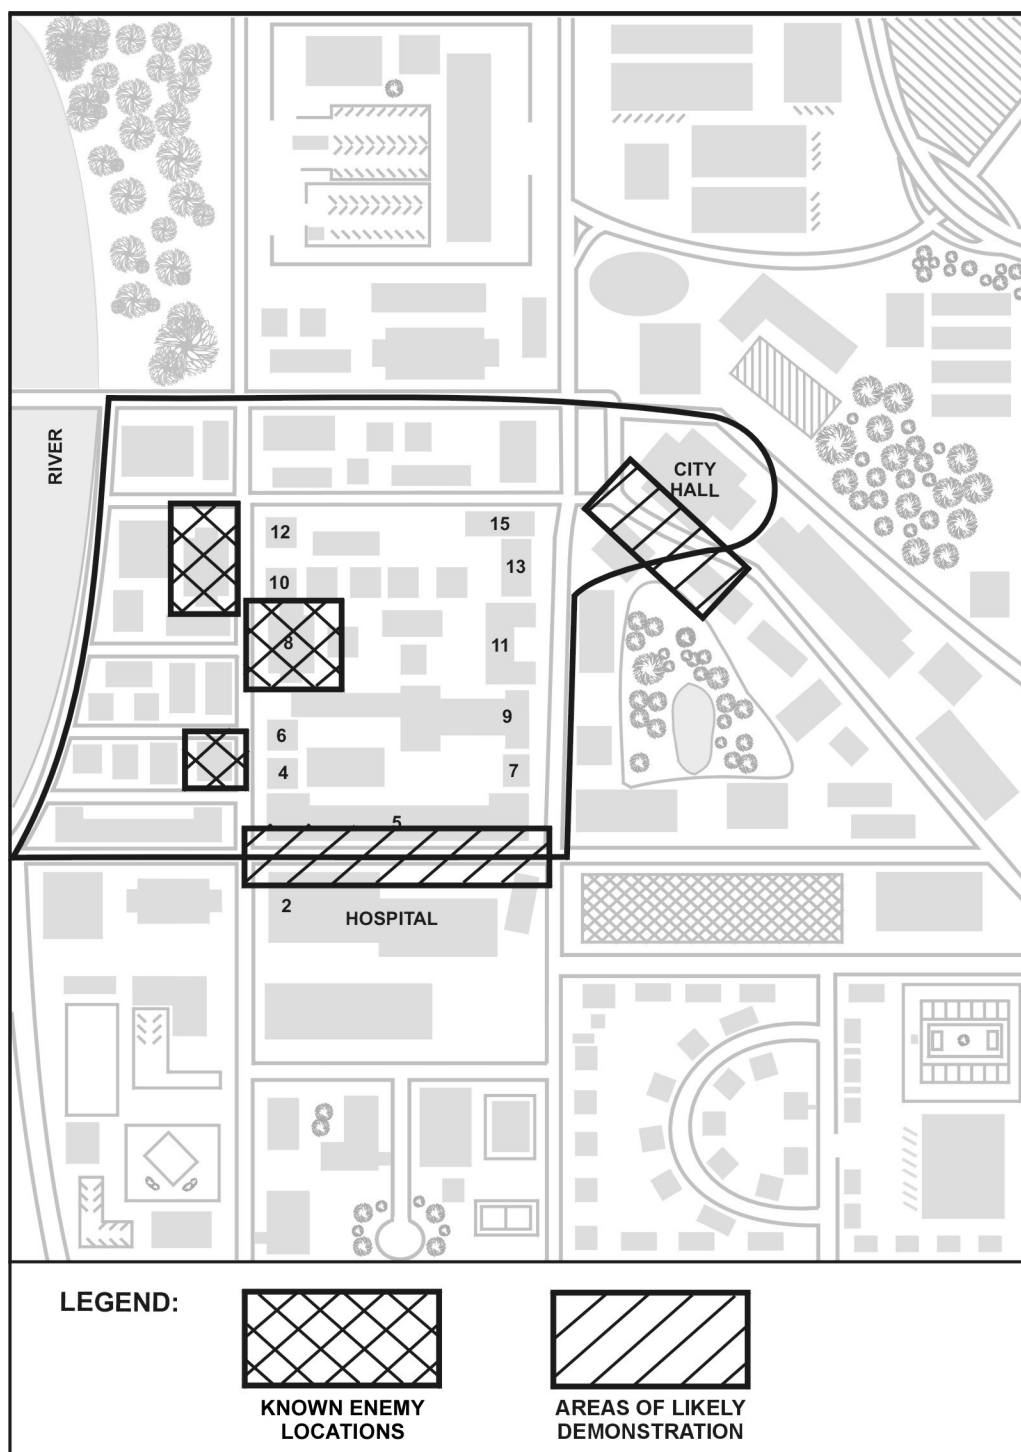 RIVER
CITY
HALL
12
15
10
13
8
11
9
6
4
7
5
2
HOSPITAL
LEGEND:
KNOWN ENEMY
LOCATIONS
AREAS OF LIKELY
DEMONSTRATION